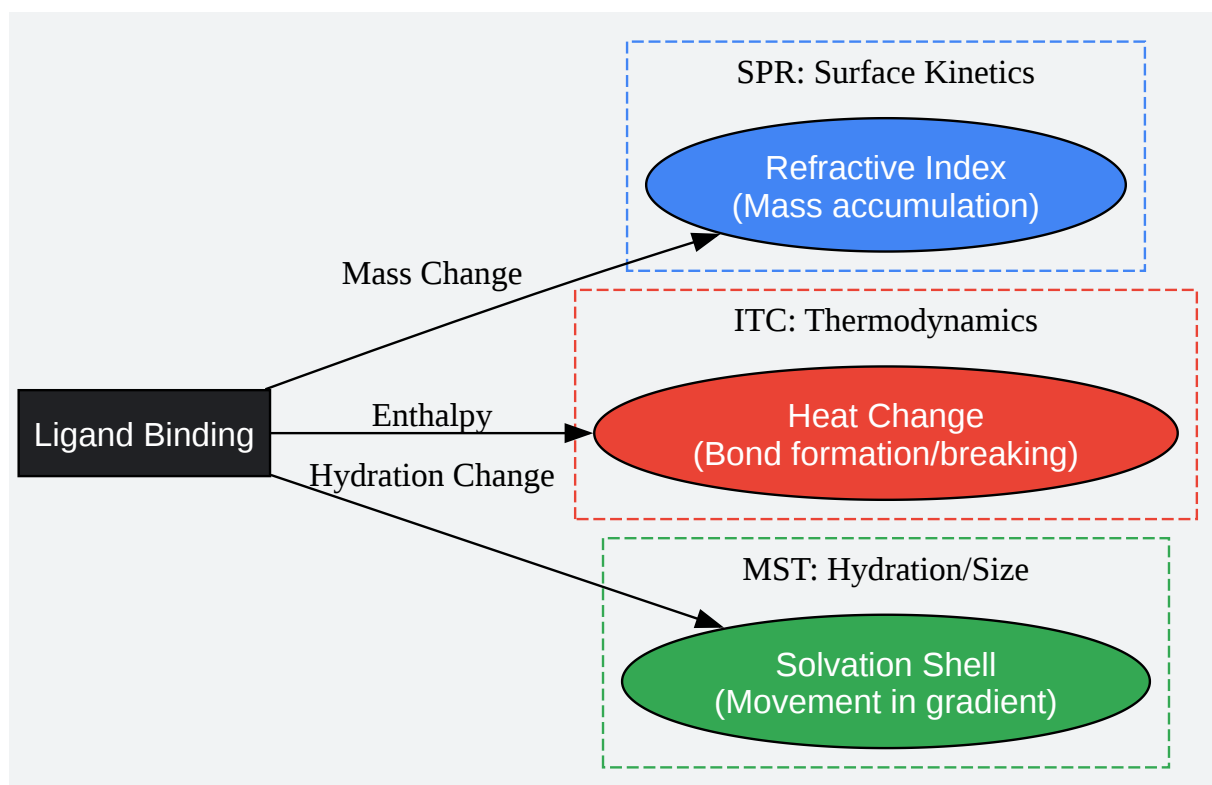 SPR: Surface Kinetics
Refractive Index
(Mass accumulation)
Mass Change
ITC: Thermodynamics
Ligand Binding
Enthalpy
Heat Change
(Bond formation/breaking)
Hydration Change
MST: Hydration/Size
Solvation Shell
(Movement in gradient)